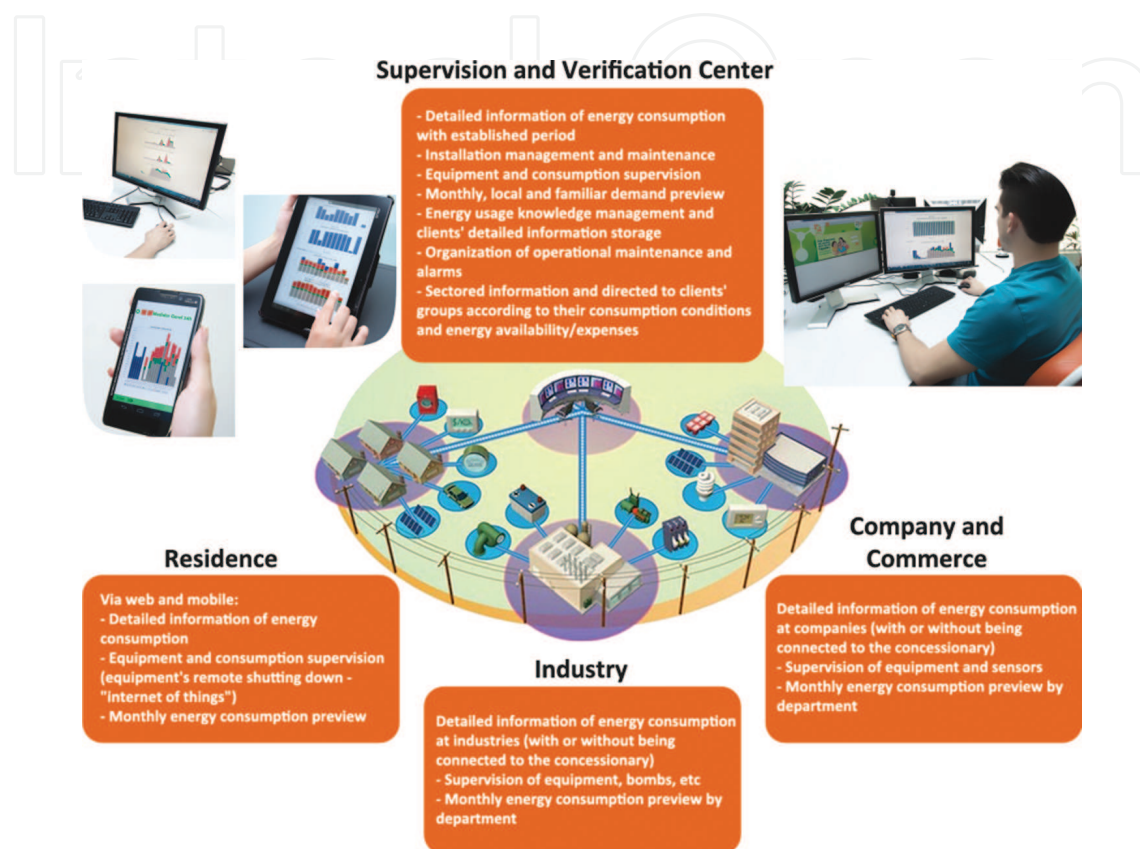 Supervision and Verification Center
- Detailed information of energy consumption
with established period
- Installation management and maintenance
- Equipment and consumption supervision
- Monthly, local and familiar demand preview
- Energy usage knowledge management and
clients' detailed information storage
- Organization of operational maintenance and
alarms
- Sectored information and directed to clients'
groups according to their consumption conditions
and energy availability/expenses
Residence
Via web and mobile:
- Detailed information of energy
consumption
- Equipment and consumption supervision
(equipment's remote shutting down -
"internet of things")
- Monthly energy consumption preview
Industry
Detailed information of energy consumption
at industries (with or without being
connected to the concessionary)
- Supervision of equipment, bombs, etc
- Monthly energy consumption preview by
department
Company and
Commerce
Detailed information of energy consumption
at companies (with or without being
connected to the concessionary)
- Supervision of equipment and sensors
- Monthly energy consumption preview by
department